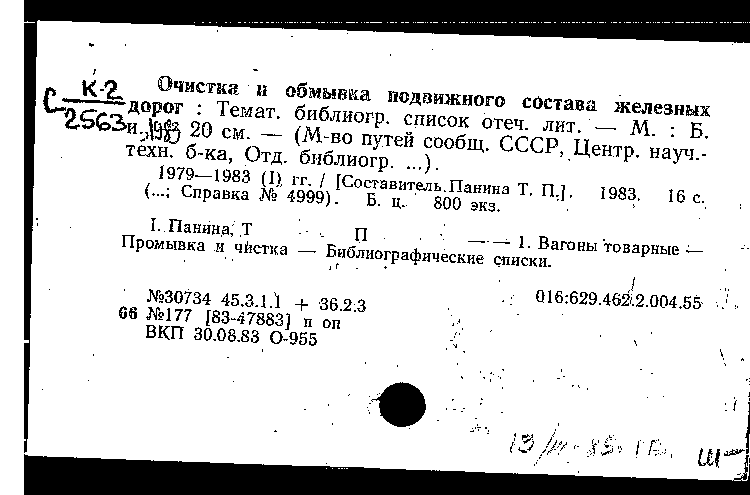 К-2
С 2563
Очистка и обмывка подвижного состава железных
дорог : Темат. библиогр. список отеч. лит. — М. : Б.
и., 1983 20 см. — (М-во путей сообщ. СССР, Центр. науч.-
техн. б-ка, Отд. библиогр. ...).
1979—1983 (I) гг. / [Составитель Панина Т. П.]. 1983. 16 с.
(...; Справка № 4999). Б. ц. 800 экз.
I. Панина, Т П — — 1. Вагоны товарные —
Промывка и чистка — Библиографические списки.
№30734 45.3.1.1 + 36.2.3 016:629.462.2.004.55
66 №177 [83-47883] п оп
ВКП 30.08.83 О-955
13/III-85.